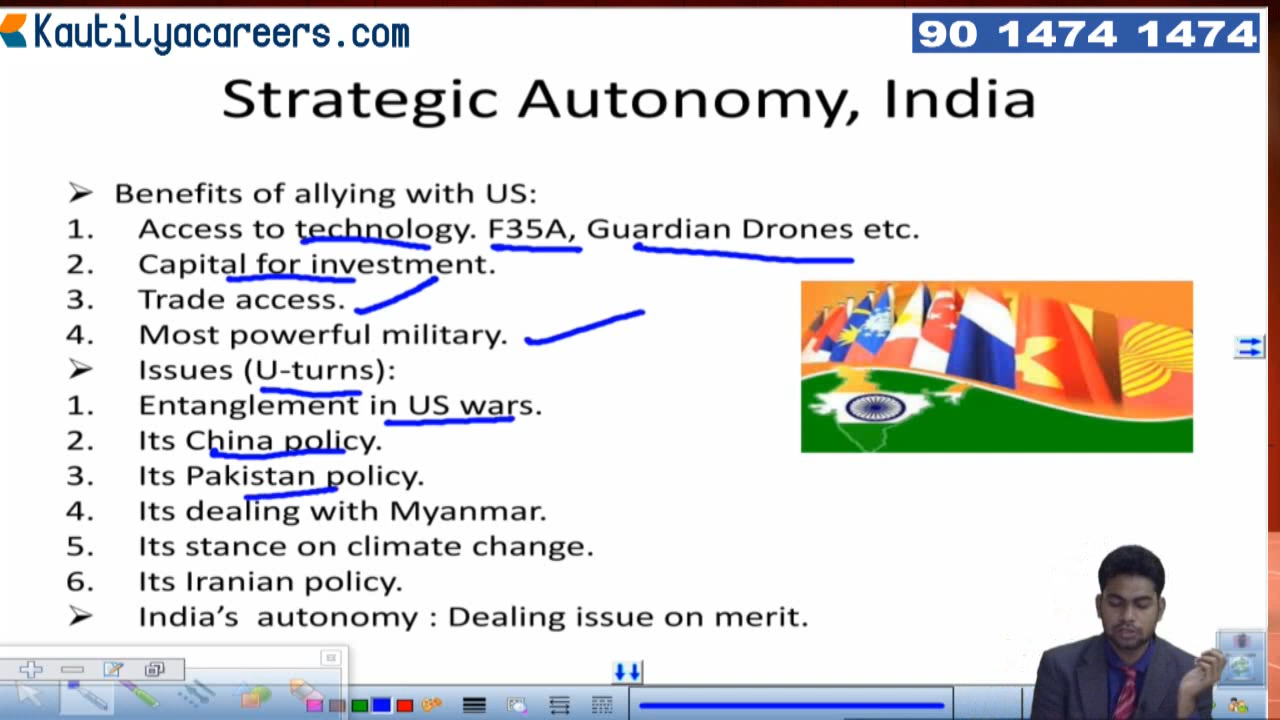 Kautilyacareers.com
90 1474 1474
Strategic Autonomy, India
➢ Benefits of allying with US:
1. Access to technology. F35A, Guardian Drones etc.
2. Capital for investment.
3. Trade access.
4. Most powerful military.
➢ Issues (U-turns):
1. Entanglement in US wars.
2. Its China policy.
3. Its Pakistan policy.
4. Its dealing with Myanmar.
5. Its stance on climate change.
6. Its Iranian policy.
➢ India’s autonomy : Dealing issue on merit.